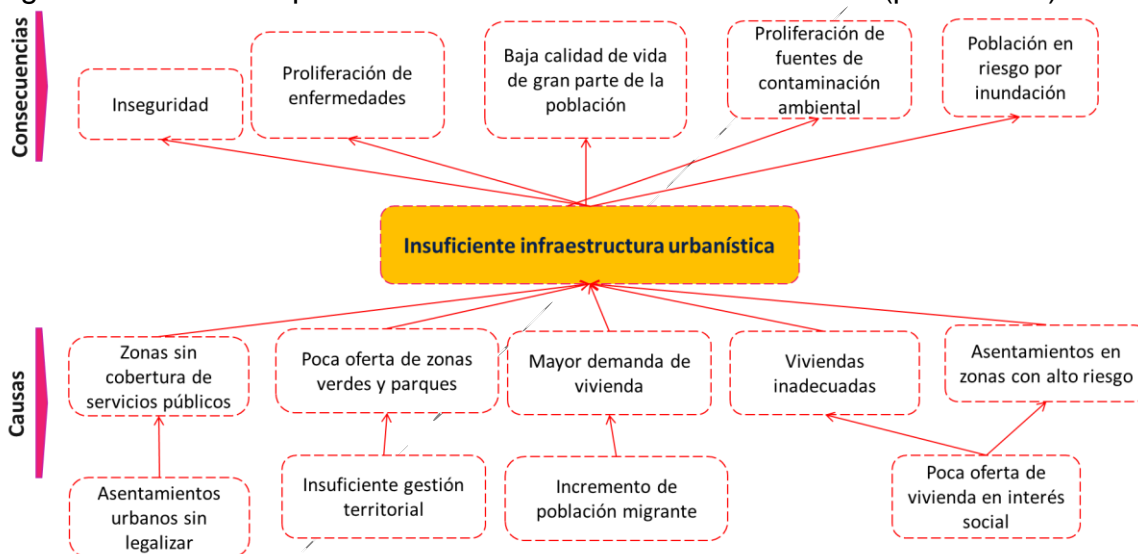 Consecuencias
Inseguridad
Proliferación de
enfermedades
Baja calidad de vida
de gran parte de la
población
Proliferación de
fuentes de
contaminación
ambiental
Población en
riesgo por
inundación
Insuficiente infraestructura urbanística
Causas
Zonas sin
cobertura de
servicios públicos
Poca oferta de zonas
verdes y parques
Mayor demanda de
vivienda
Viviendas
inadecuadas
Asentamientos en
zonas con alto riesgo
Asentamientos
urbanos sin
legalizar
Insuficiente gestión
territorial
Incremento de
población migrante
Poca oferta de
vivienda en interés
social